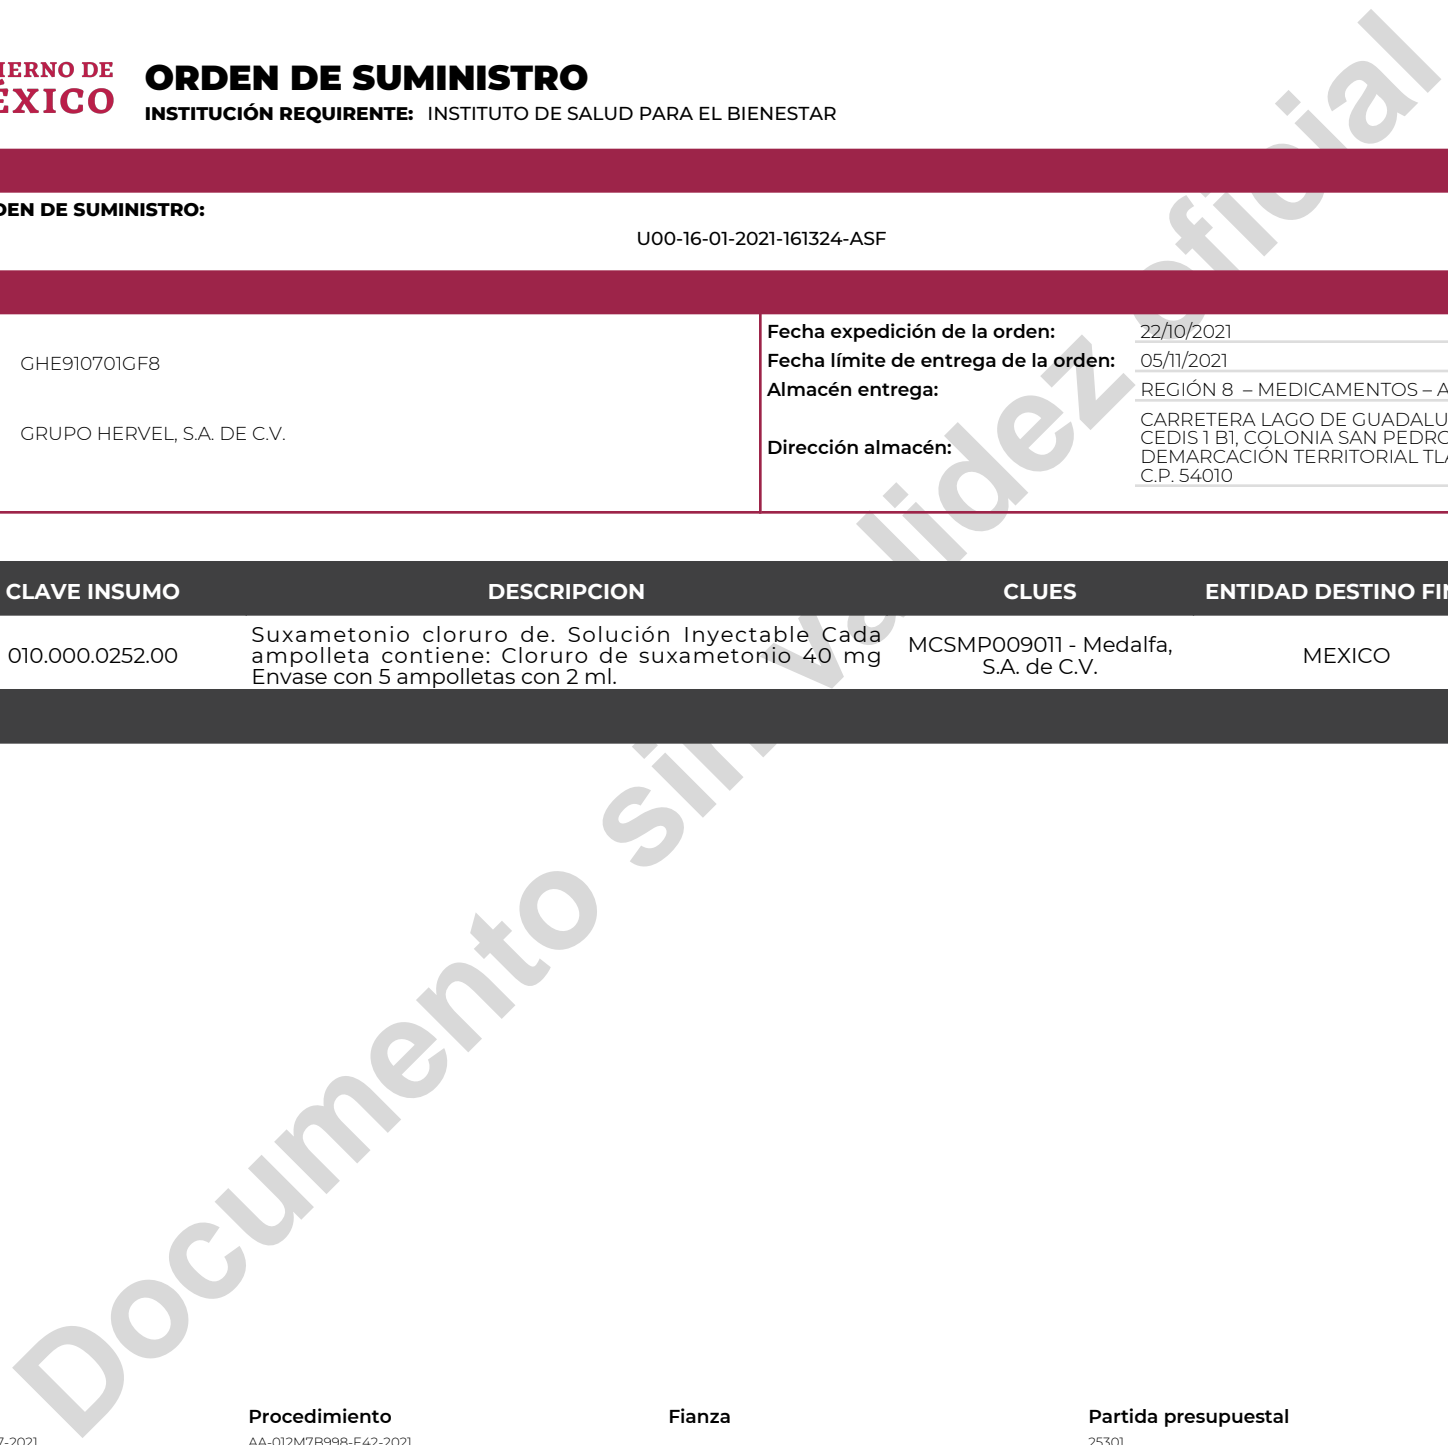 IERNO DE
ÉXICO
ORDEN DE SUMINISTRO
INSTITUCIÓN REQUIRENTE: INSTITUTO DE SALUD PARA EL BIENESTAR
DEN DE SUMINISTRO:
U00-16-01-2021-161324-ASF
GHE910701GF8
GRUPO HERVEL, S.A. DE C.V.
Fecha expedición de la orden: 22/10/2021
Fecha límite de entrega de la orden: 05/11/2021
Almacén entrega: REGIÓN 8 – MEDICAMENTOS – A
Dirección almacén:
CARRETERA LAGO DE GUADALU
CEDIS 1 B1, COLONIA SAN PEDRO
DEMARCACIÓN TERRITORIAL TLA
C.P. 54010
CLAVE INSUMO DESCRIPCION CLUES ENTIDAD DESTINO FIN
010.000.0252.00
Suxametonio cloruro de. Solución Inyectable Cada
ampolleta contiene: Cloruro de suxametonio 40 mg
Envase con 5 ampolletas con 2 ml.
MCSMP009011 - Medalfa,
S.A. de C.V.
MEXICO
Documento sin validez oficial
Procedimiento Fianza Partida presupuestal
7-2021 AA-012M7B998-E42-2021 25301